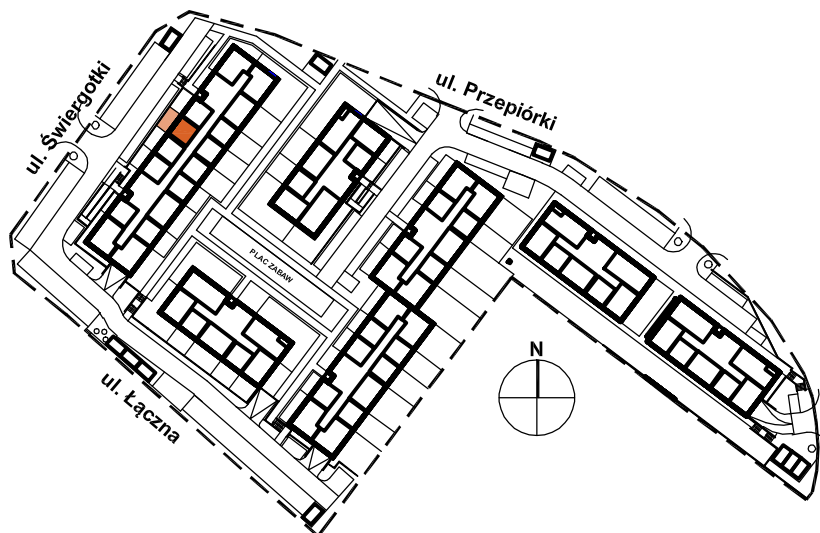 ul. Świergotki
ul. Przepiórki
PLAC ZABAW
N
ul. Łączna